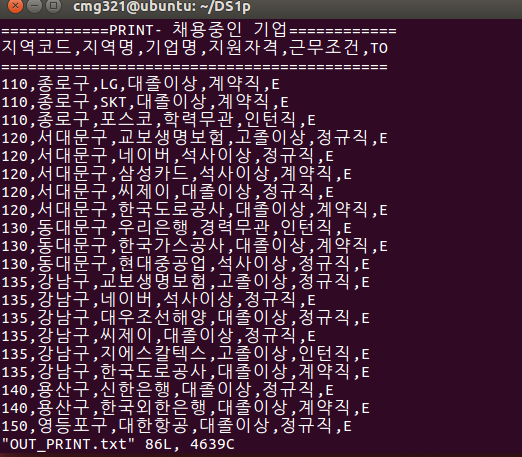 cmg321@ubuntu: ~/DS1p
============PRINT- 채용중인 기업============
지역코드,지역명,기업명,지원자격,근무조건,TO
===========================================
110,종로구,LG,대졸이상,계약직,E
110,종로구,SKT,대졸이상,계약직,E
110,종로구,포스코,학력무관,인턴직,E
120,서대문구,교보생명보험,고졸이상,정규직,E
120,서대문구,네이버,석사이상,정규직,E
120,서대문구,삼성카드,석사이상,계약직,E
120,서대문구,씨제이,대졸이상,정규직,E
120,서대문구,한국도로공사,대졸이상,계약직,E
130,동대문구,우리은행,경력무관,인턴직,E
130,동대문구,한국가스공사,대졸이상,계약직,E
130,동대문구,현대중공업,석사이상,정규직,E
135,강남구,교보생명보험,고졸이상,정규직,E
135,강남구,네이버,석사이상,정규직,E
135,강남구,대우조선해양,대졸이상,정규직,E
135,강남구,씨제이,대졸이상,정규직,E
135,강남구,지에스칼텍스,고졸이상,인턴직,E
135,강남구,한국도로공사,대졸이상,계약직,E
140,용산구,신한은행,대졸이상,정규직,E
140,용산구,한국외한은행,대졸이상,계약직,E
150,영등포구,대한항공,대졸이상,정규직,E
"OUT_PRINT.txt" 86L, 4639C